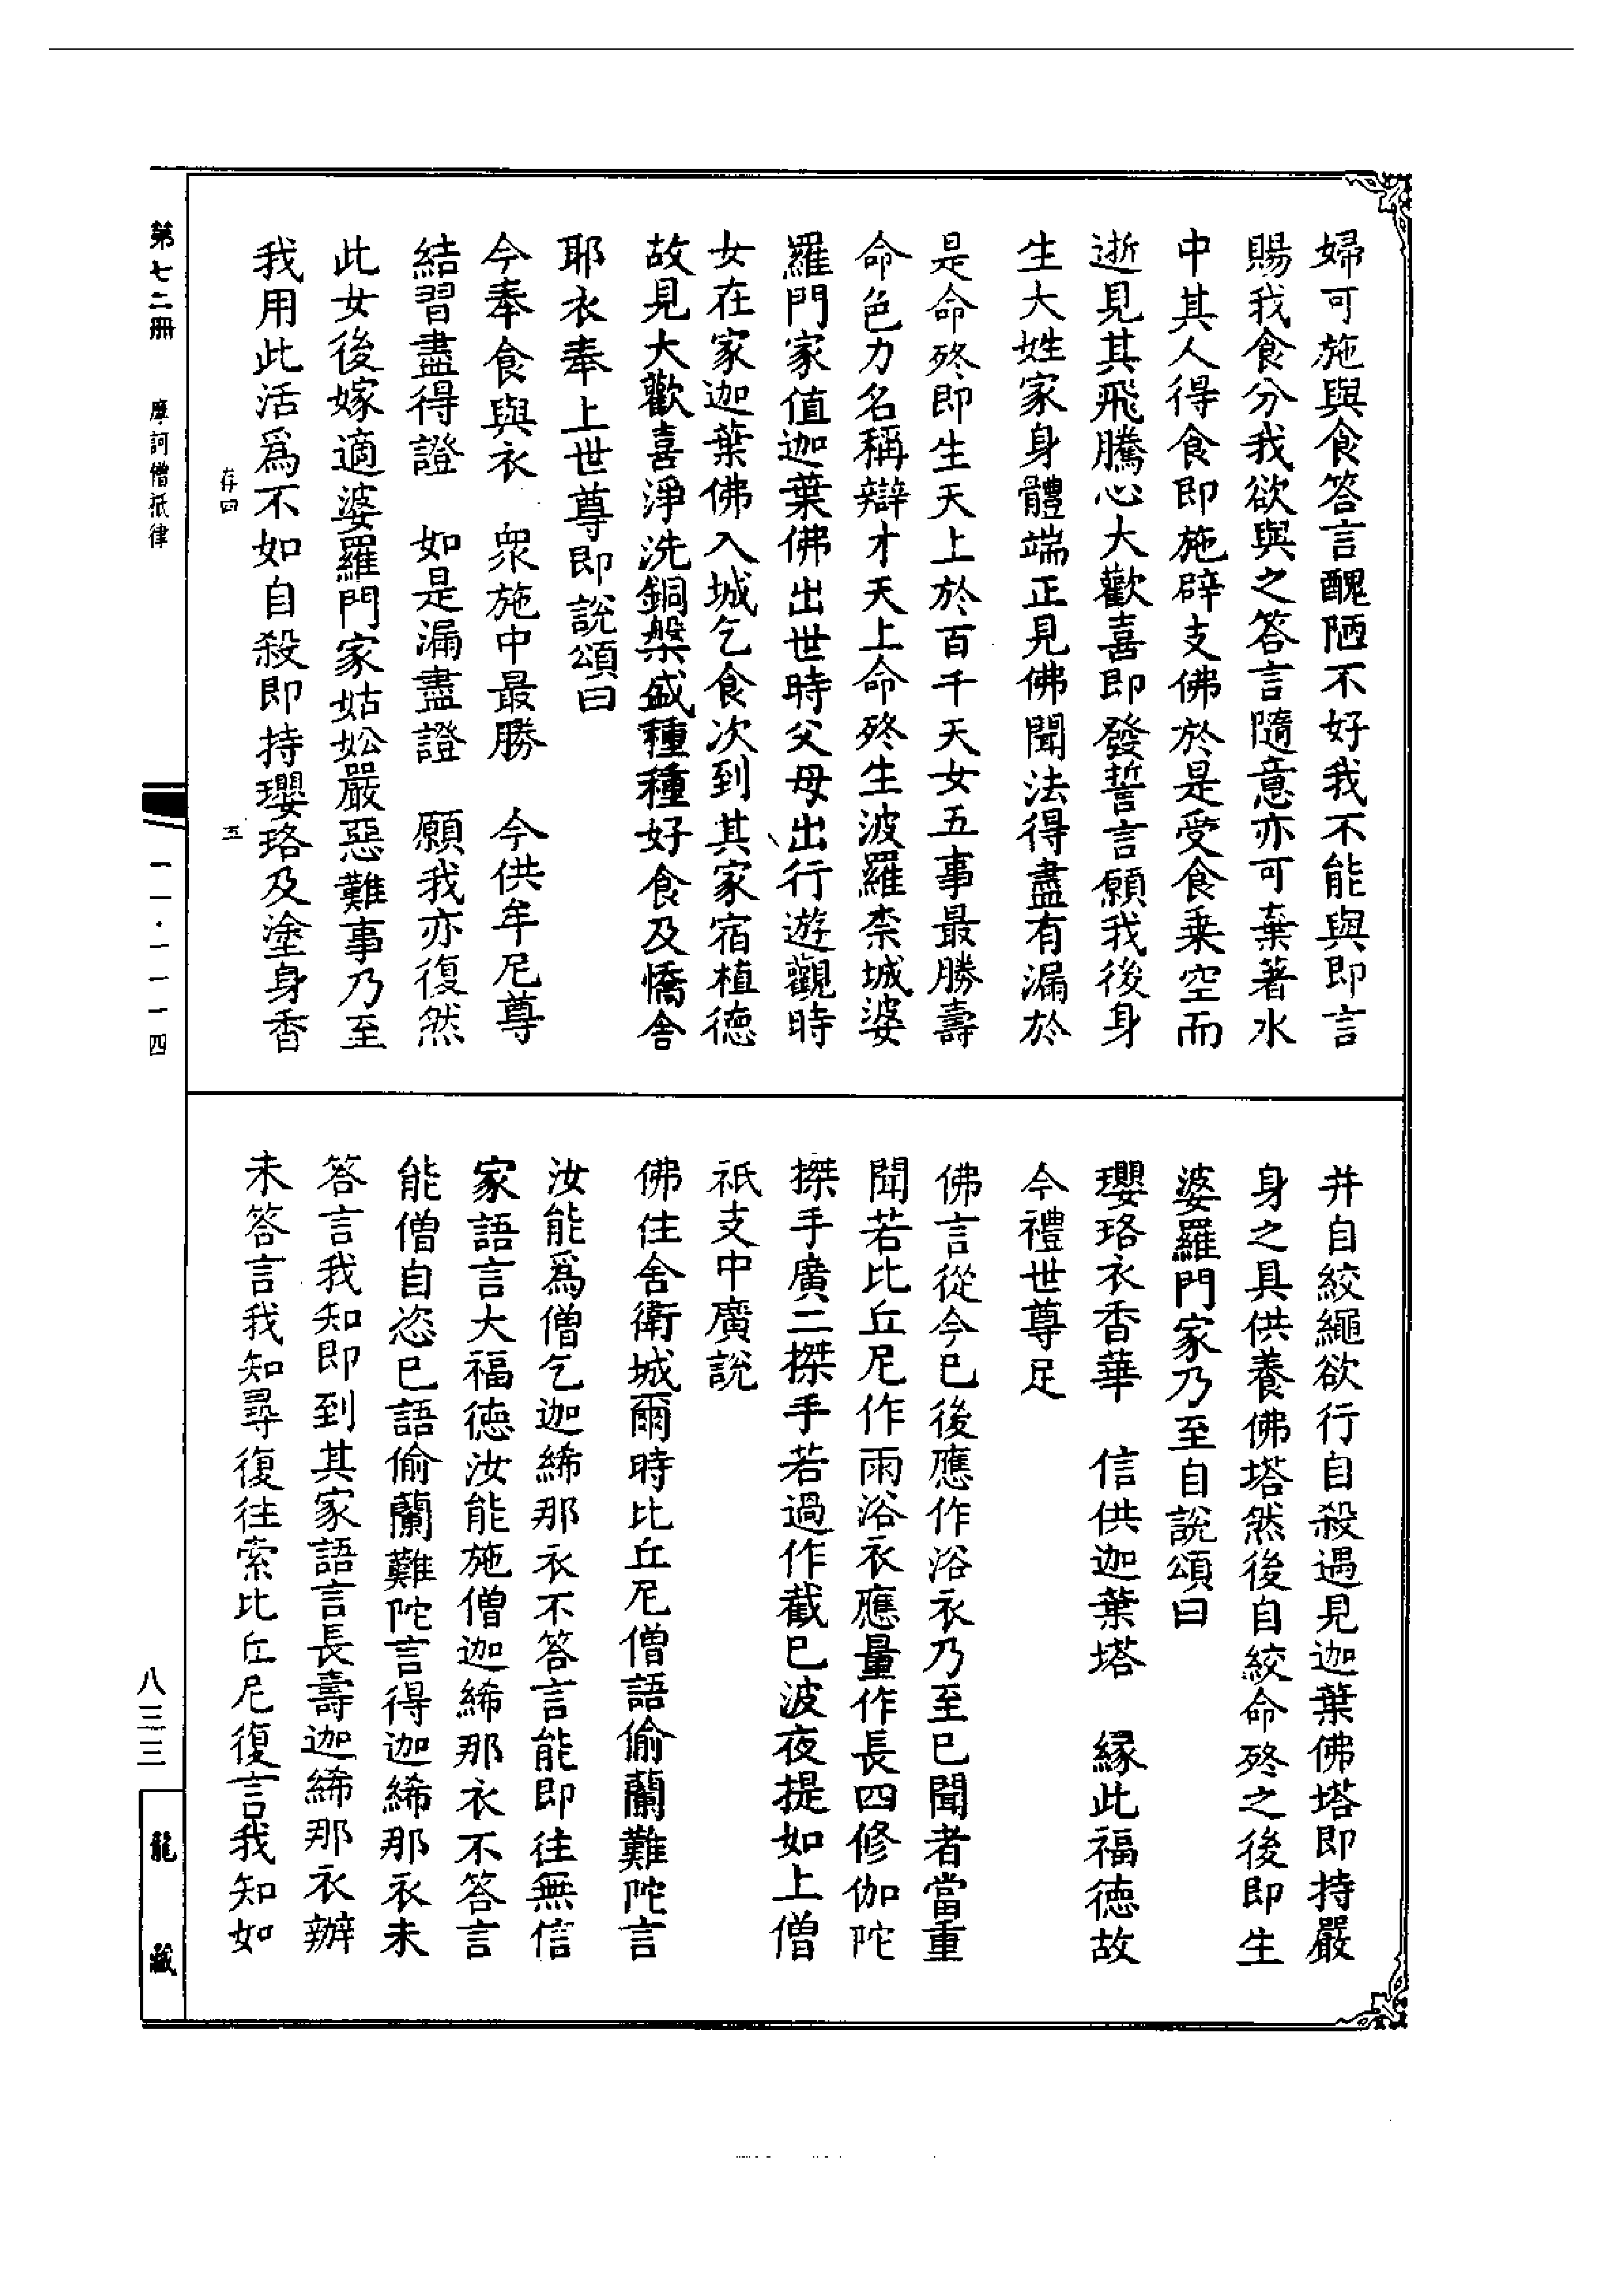 婦可施與食答言醜陋不好我不能與即言
賜我食分我欲與之答言隨意亦可棄著水
中其人得食即施辟支佛於是受食乗空而
逝見其飛騰心大歡喜即發誓言願我後身
生大姓家身體端正見佛聞法得盡有漏於
是命終即生天上於百千天女五事最勝壽
命色力名稱辯才天上命終生波羅柰城婆
羅門家值迦葉佛出世時父母出行遊觀時
女在家迦葉佛入城乞食次到其家宿植德
故見大歡喜淨洗銅槃盛種種好食及憍舍
耶衣奉上世尊即說頌曰
今奉食與衣　衆施中最勝　今供牟尼尊
結習盡得證　如是漏盡證　願我亦復然
此女後嫁適婆羅門家姑妐嚴惡難事乃至
我用此活爲不如自殺即持瓔珞及塗身香
存四　五
井自絞繩欲行自殺遇見迦葉佛塔即持嚴
身之具供養佛塔然後自絞命終之後即生
婆羅門家乃至自說頌曰
瓔珞衣香華　信供迦葉塔　緣此福德故
今禮世尊足
佛言從今已後應作浴衣乃至已聞者當重
聞若比丘尼作雨浴衣應量作長四修伽陀
搩手廣二搩手若過作截已波夜提如上僧
祇支中廣說
佛住舍衛城爾時比丘尼僧語偷蘭難陀言
汝能爲僧乞迦絺那衣不答言能即往無信
家語言大福德汝能施僧迦絺那衣不答言
能僧自恣已語偷蘭難陀言得迦絺那衣未
答言我知即到其家語言長壽迦絺那衣辦
未答言我知尋復往索比丘尼復言我知如
第七二冊　摩訶僧祇律　一一·一一一四
八三三　龍藏